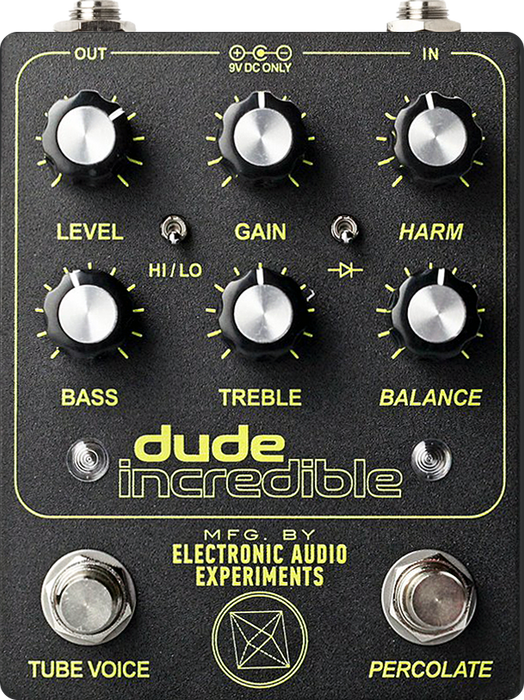 OUT
9V DC ONLY
IN
LEVEL
GAIN
HARM
HI / LO
BASS
TREBLE
BALANCE
dude
incredible
MFG. BY
ELECTRONIC AUDIO
EXPERIMENTS
TUBE VOICE
PERCOLATE